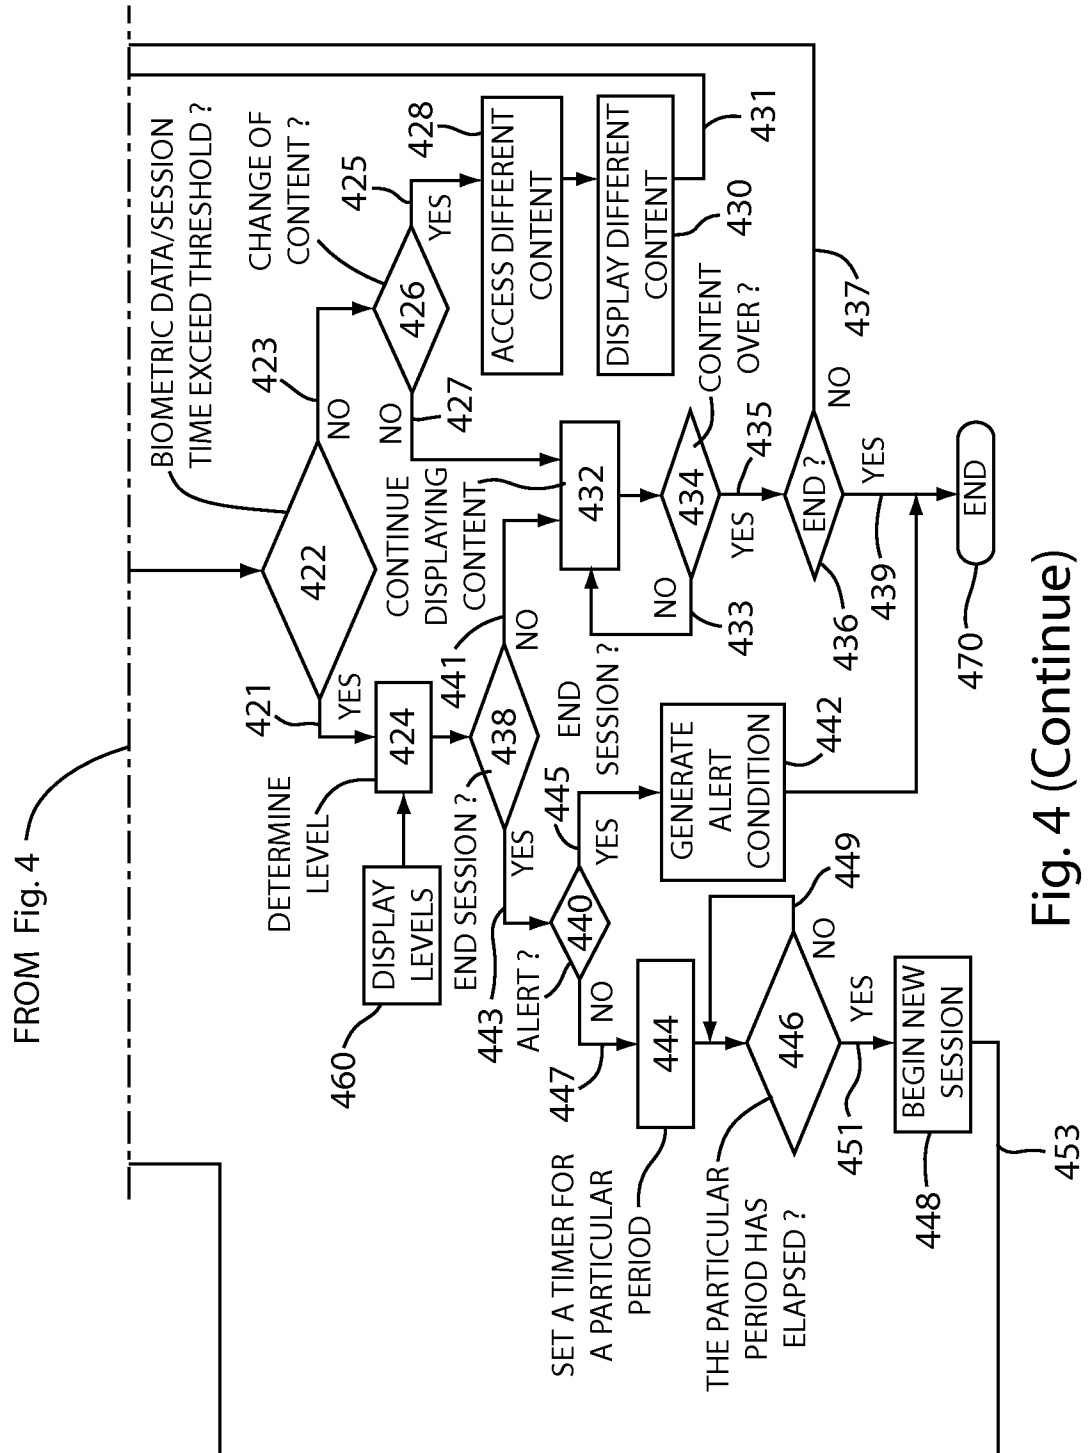 FROM Fig. 4
BIOMETRIC DATA/SESSION
TIME EXCEED THRESHOLD ?
422
421
YES
423
NO
CHANGE OF
CONTENT ?
426
425
YES
428
ACCESS DIFFERENT
CONTENT
DISPLAY DIFFERENT
CONTENT
430
431
427
NO
DETERMINE
LEVEL
424
DISPLAY
LEVELS
460
CONTINUE
DISPLAYING
CONTENT
432
441
NO
438
END SESSION ?
END
SESSION ?
443
YES
434
CONTENT
OVER ?
NO
433
YES
435
END ?
436
NO
437
YES
439
END
470
ALERT ?
440
445
YES
GENERATE
ALERT
CONDITION
442
447
NO
444
SET A TIMER FOR
A PARTICULAR
PERIOD
446
THE PARTICULAR
PERIOD HAS
ELAPSED ?
NO
449
YES
451
BEGIN NEW
SESSION
448
453
Fig. 4 (Continue)